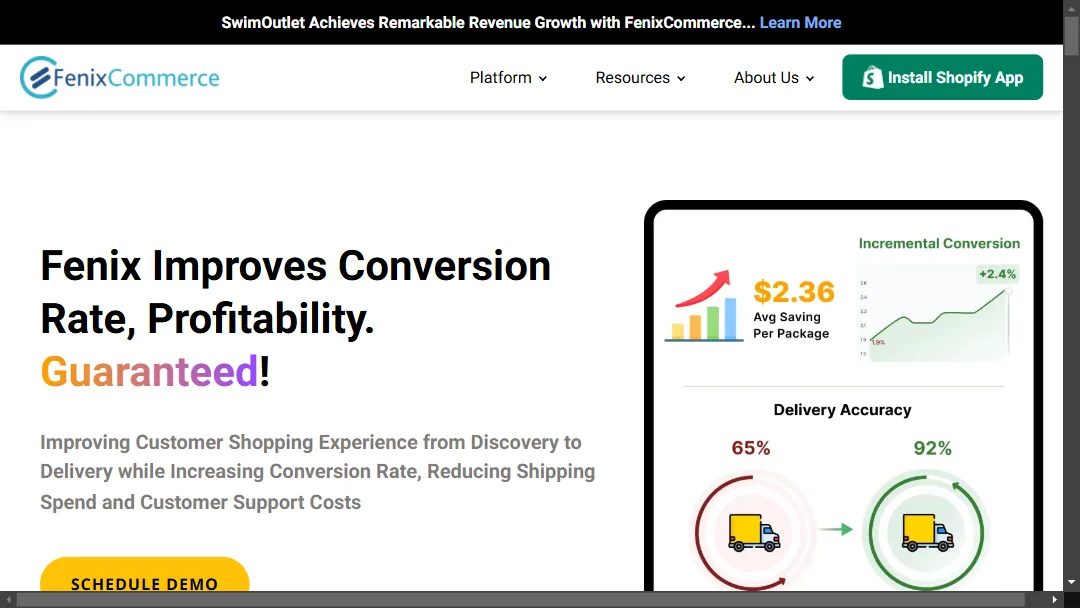 SwimOutlet Achieves Remarkable Revenue Growth with FenixCommerce... Learn More
FenixCommerce
Platform
Resources
About Us
Install Shopify App
Fenix Improves Conversion
Rate, Profitability.
Guaranteed!
Improving Customer Shopping Experience from Discovery to
Delivery while Increasing Conversion Rate, Reducing Shipping
Spend and Customer Support Costs
SCHEDULE DEMO
Incremental Conversion
+2.4%
$2.36
Avg Saving
Per Package
1.9%
Delivery Accuracy
65%
92%